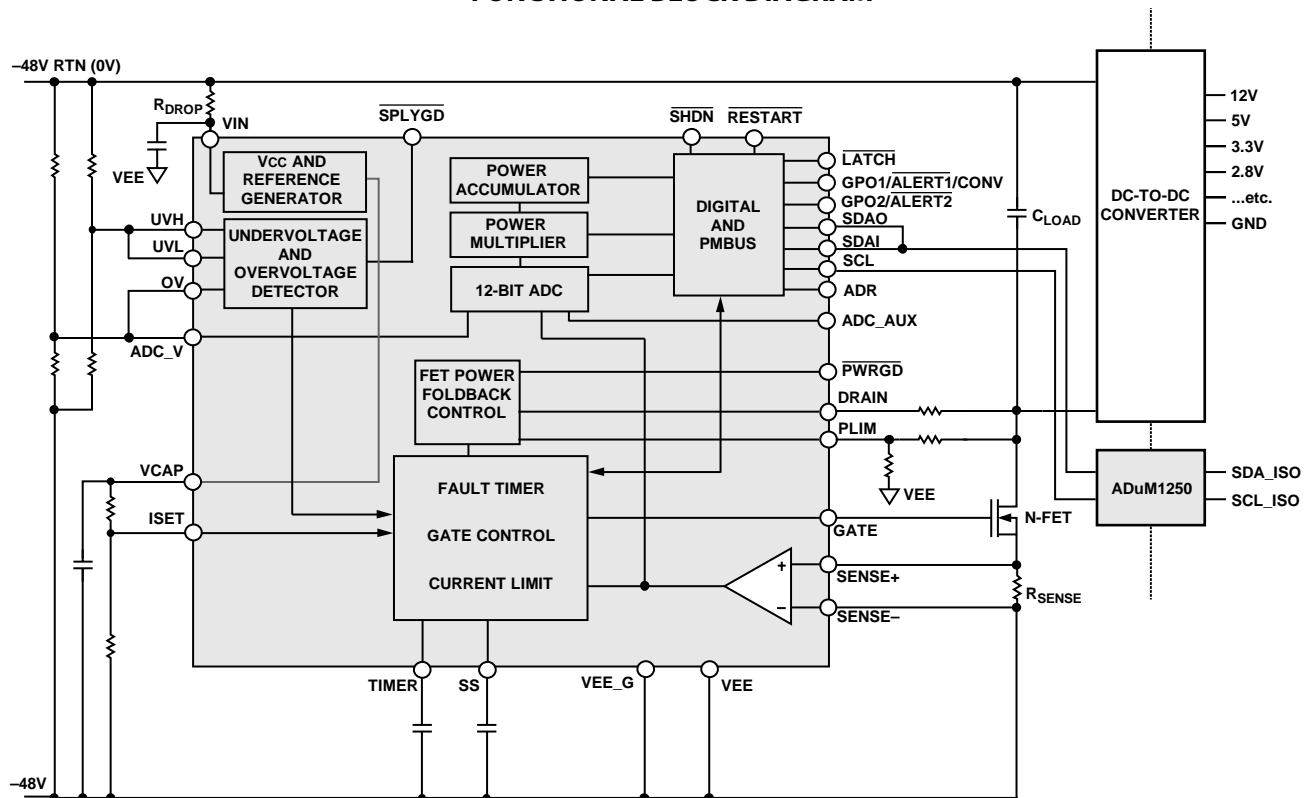 FUNCTIONAL BLOCK DIAGRAM
–48V RTN (0V)
RDROP
VIN
SPLYGD
SHDN
RESTART
VEE
VCC AND
REFERENCE
GENERATOR
POWER
ACCUMULATOR
POWER
MULTIPLIER
12-BIT ADC
DIGITAL
AND
PMBUS
LATCH
GPO1/ALERT1/CONV
GPO2/ALERT2
SDAO
SDAI
SCL
ADR
ADC_AUX
UVH
UVL
OV
ADC_V
UNDERVOLTAGE
AND
OVERVOLTAGE
DETECTOR
CLOAD
DC-TO-DC
CONVERTER
12V
5V
3.3V
2.8V
...etc.
GND
FET POWER
FOLDBACK
CONTROL
PWRGD
DRAIN
PLIM
VEE
VCAP
ISET
FAULT TIMER
GATE CONTROL
CURRENT LIMIT
GATE
N-FET
ADuM1250
SDA_ISO
SCL_ISO
+
–
SENSE+
RSENSE
SENSE–
TIMER
SS
VEE_G
VEE
–48V